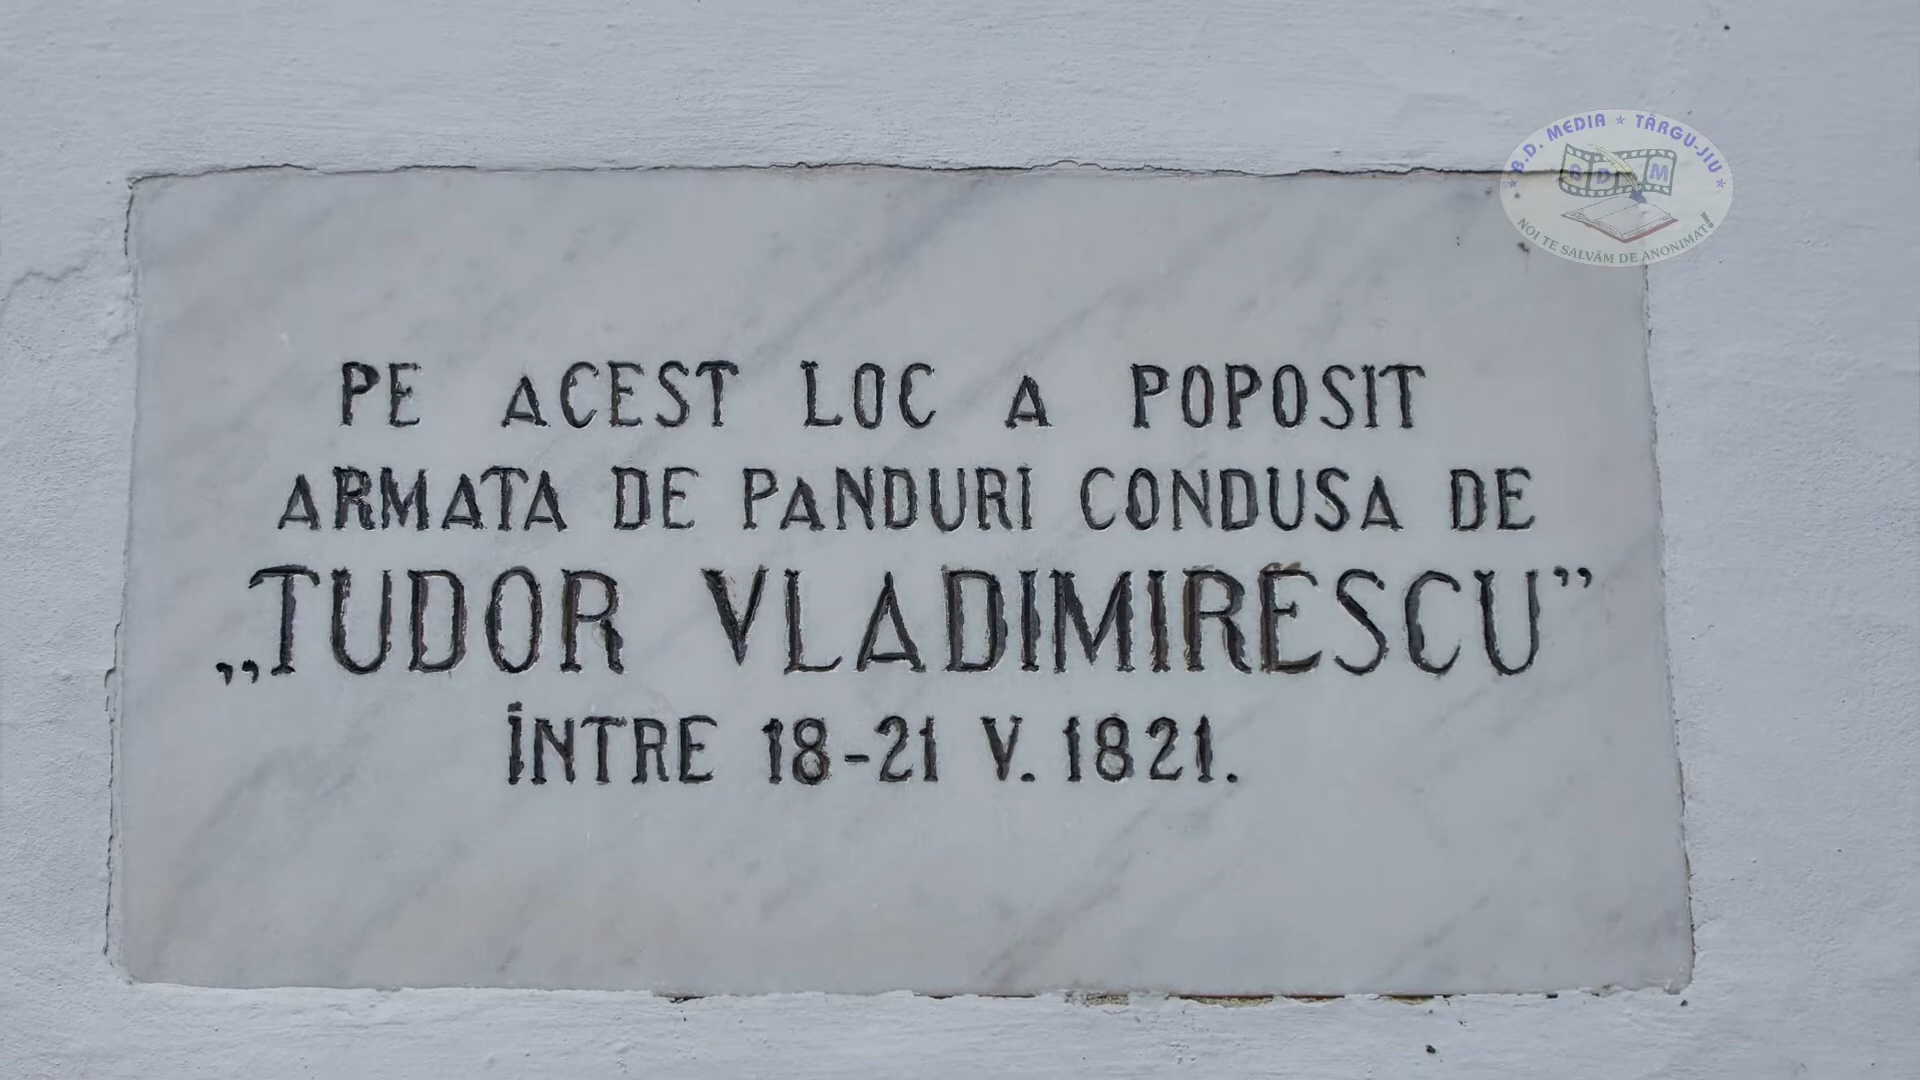 B.D. MEDIA * TÂRGU-JIU
B D M
NOI TE SALVĂM DE ANONIMAT!
PE ACEST LOC A POPOSIT
ARMATA DE PANDURI CONDUSA DE
„TUDOR VLADIMIRESCU”
ÎNTRE 18-21 V. 1821.